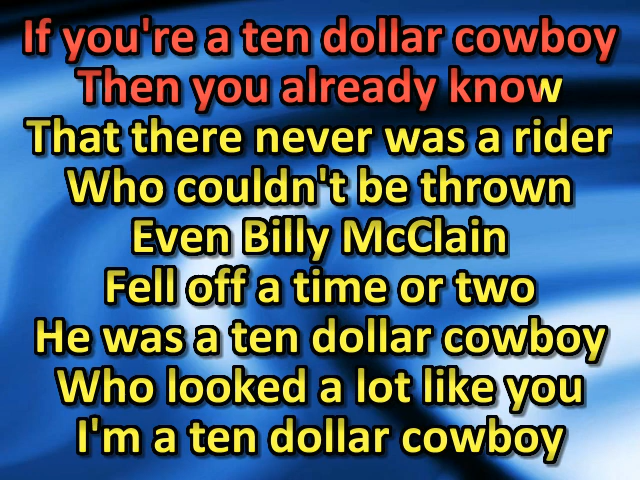 If you're a ten dollar cowboy
Then you already know
That there never was a rider
Who couldn't be thrown
Even Billy McClain
Fell off a time or two
He was a ten dollar cowboy
Who looked a lot like you
I'm a ten dollar cowboy